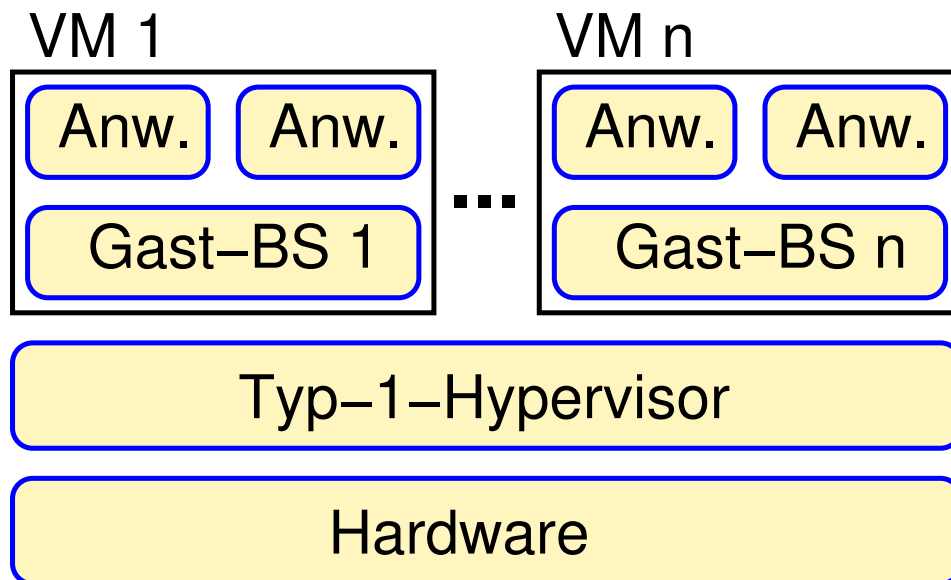 VM 1
Anw. Anw.
Gast–BS 1
...
VM n
Anw. Anw.
Gast–BS n
Typ–1–Hypervisor
Hardware